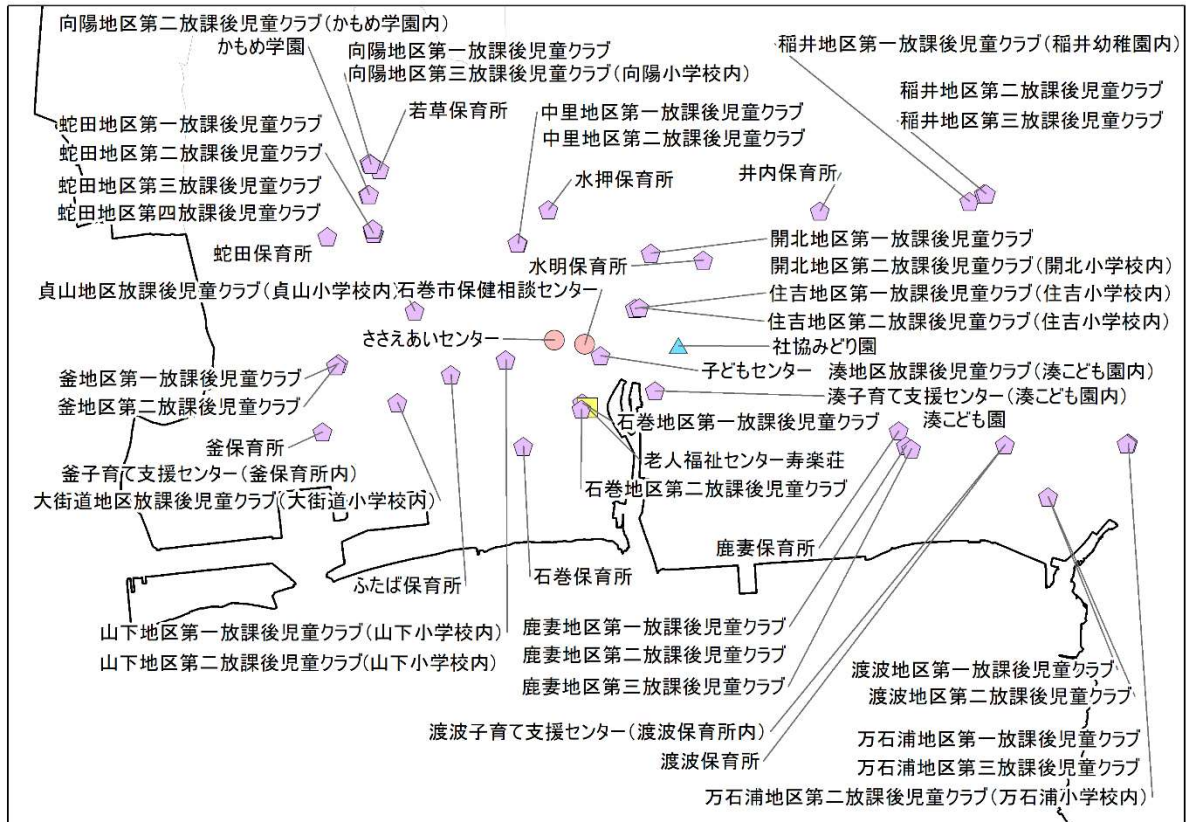 向陽地区第二放課後児童クラブ(かもめ学園内)
かもめ学園
向陽地区第一放課後児童クラブ
向陽地区第三放課後児童クラブ(向陽小学校内)
若草保育所
中里地区第一放課後児童クラブ
中里地区第二放課後児童クラブ
稲井地区第一放課後児童クラブ(稲井幼稚園内)
稲井地区第二放課後児童クラブ
稲井地区第三放課後児童クラブ
蛇田地区第一放課後児童クラブ
蛇田地区第二放課後児童クラブ
蛇田地区第三放課後児童クラブ
蛇田地区第四放課後児童クラブ
水押保育所
井内保育所
蛇田保育所
水明保育所
開北地区第一放課後児童クラブ
開北地区第二放課後児童クラブ(開北小学校内)
貞山地区放課後児童クラブ(貞山小学校内)
石巻市保健相談センター
住吉地区第一放課後児童クラブ(住吉小学校内)
住吉地区第二放課後児童クラブ(住吉小学校内)
ささえあいセンター
社協みどり園
子どもセンター
湊地区放課後児童クラブ(湊こども園内)
湊子育て支援センター(湊こども園内)
湊こども園
釜地区第一放課後児童クラブ
釜地区第二放課後児童クラブ
石巻地区第一放課後児童クラブ
釜保育所
老人福祉センター寿楽荘
釜子育て支援センター(釜保育所内)
石巻地区第二放課後児童クラブ
大街道地区放課後児童クラブ(大街道小学校内)
鹿妻保育所
ふたば保育所
石巻保育所
山下地区第一放課後児童クラブ(山下小学校内)
山下地区第二放課後児童クラブ(山下小学校内)
鹿妻地区第一放課後児童クラブ
鹿妻地区第二放課後児童クラブ
鹿妻地区第三放課後児童クラブ
渡波地区第一放課後児童クラブ
渡波地区第二放課後児童クラブ
渡波子育て支援センター(渡波保育所内)
渡波保育所
万石浦地区第一放課後児童クラブ
万石浦地区第三放課後児童クラブ
万石浦地区第二放課後児童クラブ(万石浦小学校内)